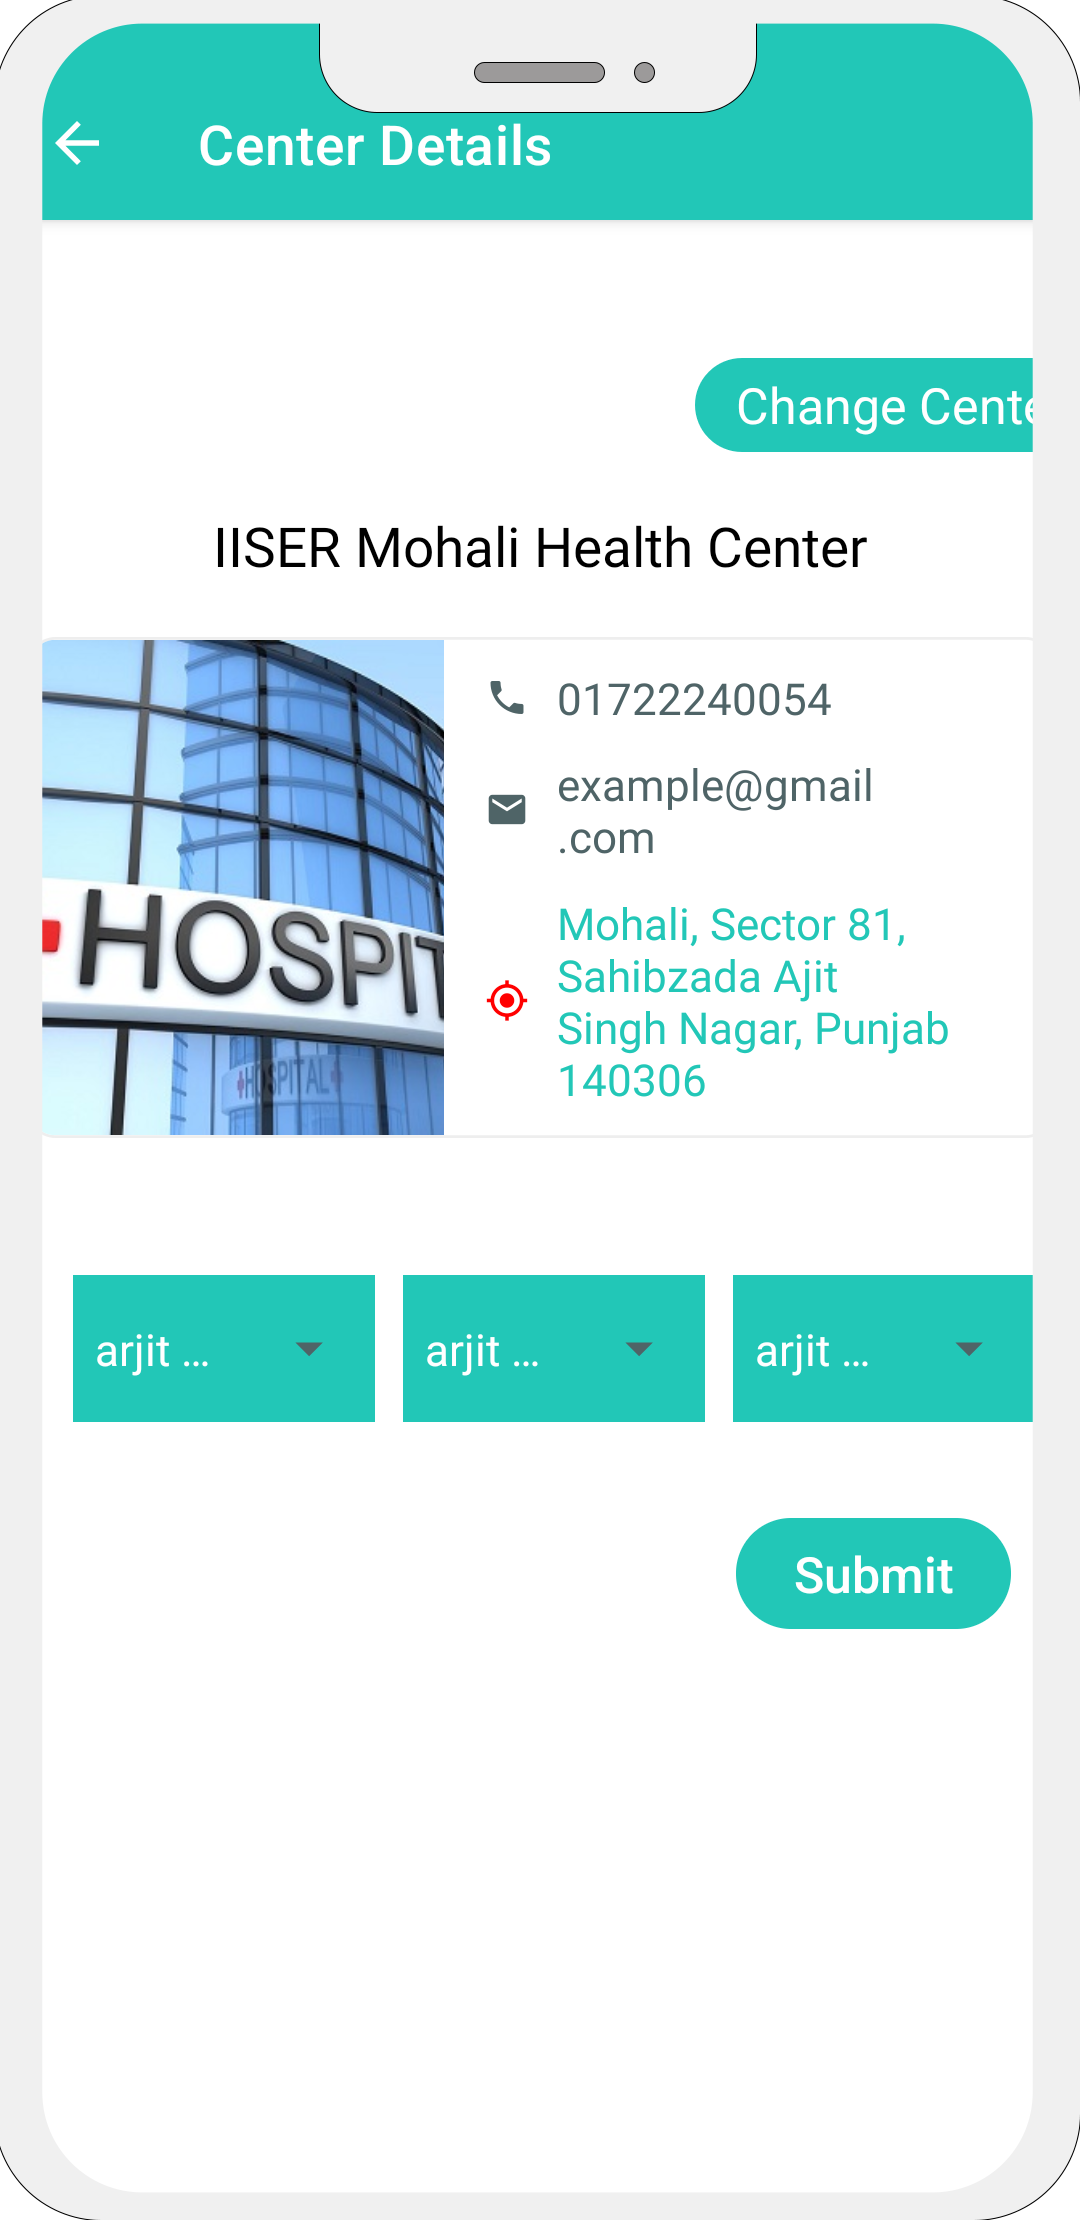 Center Details
Change Cente
IISER Mohali Health Center
01722240054
example@gmail
.com
HOSPIT
Mohali, Sector 81,
Sahibzada Ajit
Singh Nagar, Punjab
140306
HOSPITAL
arjit ... arjit ... arjit ...
Submit